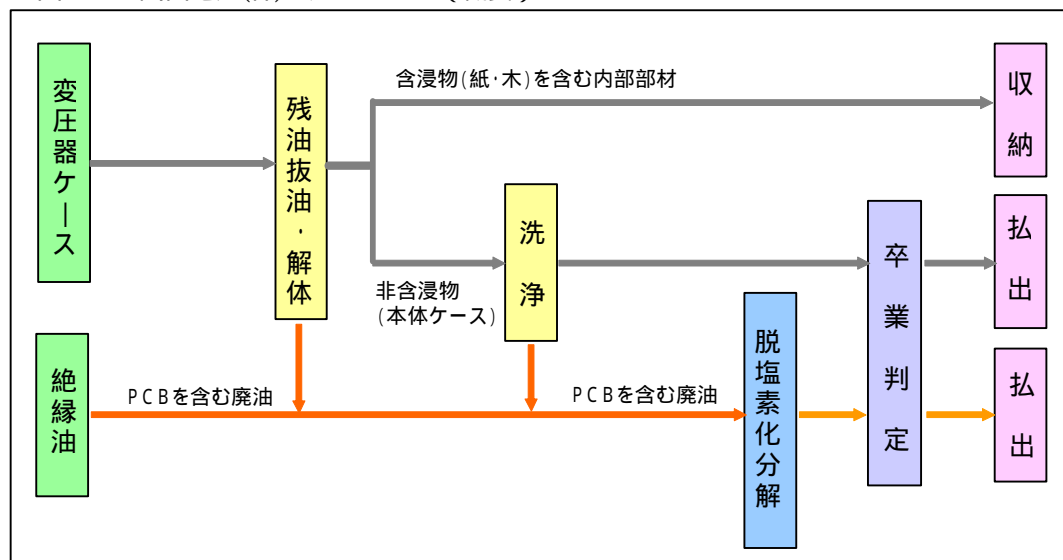 変圧器ケース
残油抜油・解体
含浸物(紙・木)を含む内部部材
収納
洗浄
非含浸物
(本体ケース)
卒業判定
払出
絶縁油
PCBを含む廃油
PCBを含む廃油
脱塩素化分解
払出